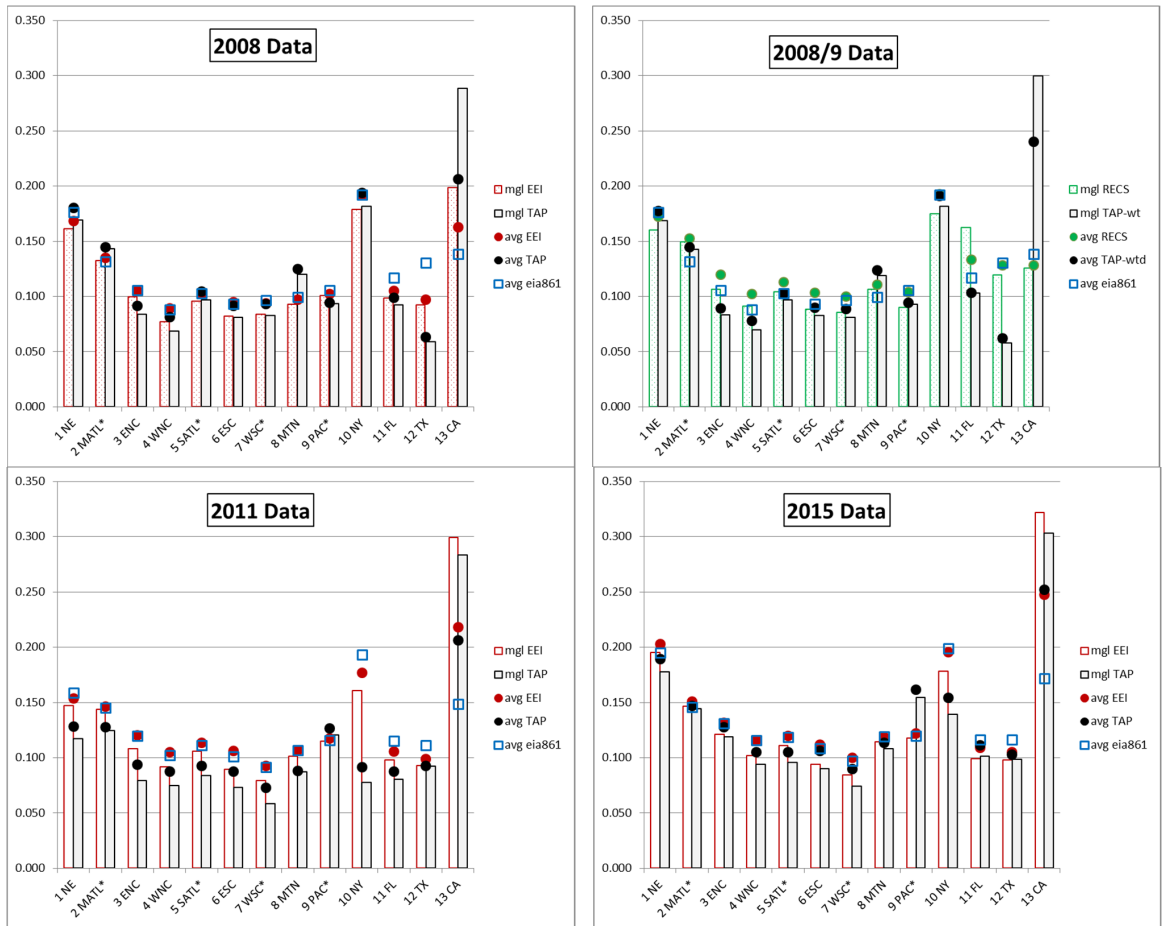 2008 Data
0.350
0.300
0.250
0.200
0.150
0.100
0.050
0.000
1 NE
2 MATL*
3 ENC
4 WNC
5 SATL*
6 ESC
7 WSC*
8 MTN
9 PAC*
10 NY
11 FL
12 TX
13 CA
mgl EEI
mgl TAP
avg EEI
avg TAP
avg eia861
2008/9 Data
0.350
0.300
0.250
0.200
0.150
0.100
0.050
0.000
1 NE
2 MATL*
3 ENC
4 WNC
5 SATL*
6 ESC
7 WSC*
8 MTN
9 PAC*
10 NY
11 FL
12 TX
13 CA
mgl RECS
mgl TAP-wt
avg RECS
avg TAP-wtd
avg eia861
2011 Data
0.350
0.300
0.250
0.200
0.150
0.100
0.050
0.000
1 NE
2 MATL*
3 ENC
4 WNC
5 SATL*
6 ESC
7 WSC*
8 MTN
9 PAC*
10 NY
11 FL
12 TX
13 CA
mgl EEI
mgl TAP
avg EEI
avg TAP
avg eia861
2015 Data
0.350
0.300
0.250
0.200
0.150
0.100
0.050
0.000
1 NE
2 MATL*
3 ENC
4 WNC
5 SATL*
6 ESC
7 WSC*
8 MTN
9 PAC*
10 NY
11 FL
12 TX
13 CA
mgl EEI
mgl TAP
avg EEI
avg TAP
avg eia861